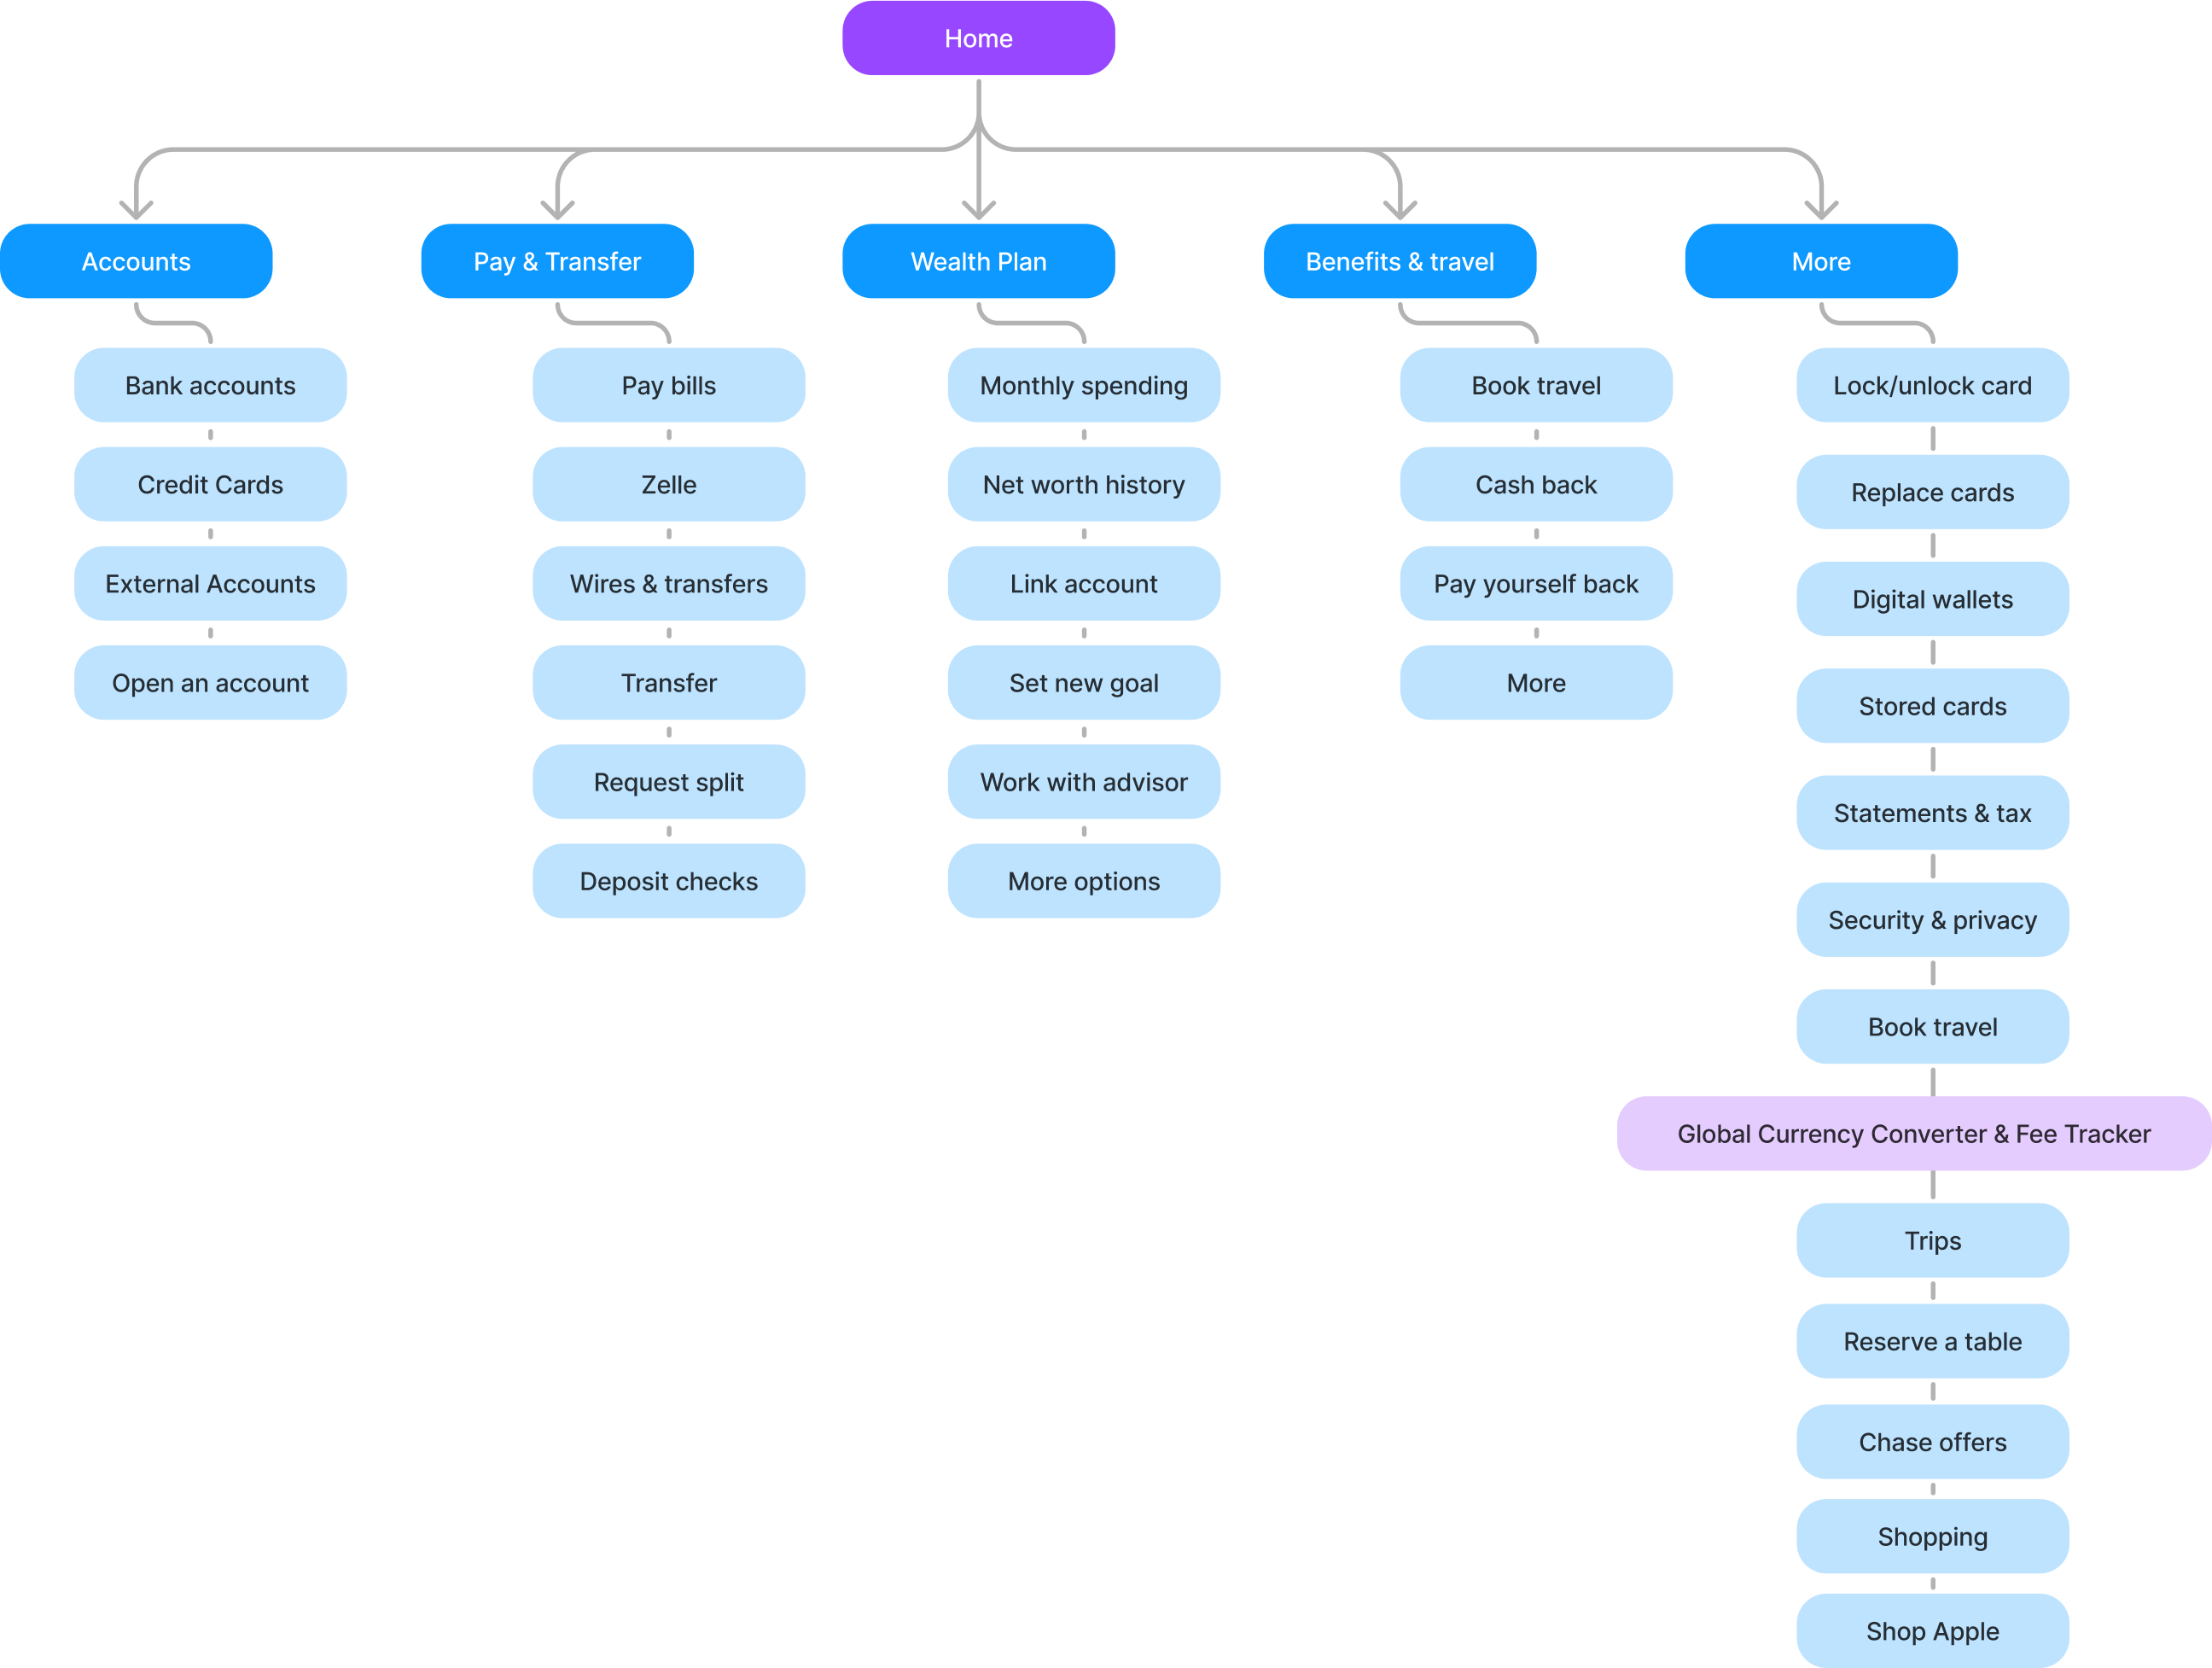 Home
Accounts
Pay & Transfer
Wealth Plan
Benefits & travel
More
Bank accounts
Credit Cards
External Accounts
Open an account
Pay bills
Zelle
Wires & transfers
Transfer
Request split
Deposit checks
Monthly spending
Net worth history
Link account
Set new goal
Work with advisor
More options
Book travel
Cash back
Pay yourself back
More
Lock/unlock card
Replace cards
Digital wallets
Stored cards
Statements & tax
Security & privacy
Book travel
Global Currency Converter & Fee Tracker
Trips
Reserve a table
Chase offers
Shopping
Shop Apple